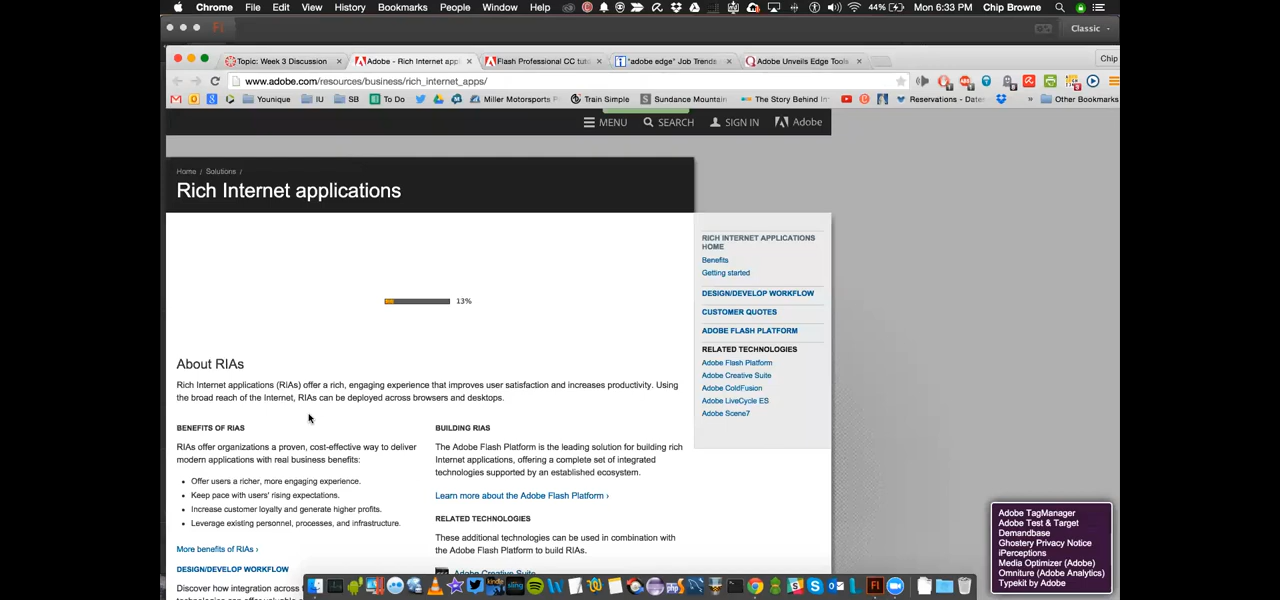 Chrome File Edit View History Bookmarks People Window Help 44% Mon 6:33 PM Chip Browne
Classic
Topic: Week 3 Discussion Adobe - Rich Internet app Flash Professional CC tut "adobe edge" Job Trends Adobe Unveils Edge Tools Chip
www.adobe.com/resources/business/rich_internet_apps/
Younique IU SB To Do Miller Motorsports P Train Simple Sundance Mountain The Story Behind In Reservations - Date » Other Bookmarks
MENU SEARCH SIGN IN Adobe
Home / Solutions /
Rich Internet applications
RICH INTERNET APPLICATIONS
HOME
Benefits
Getting started
DESIGN/DEVELOP WORKFLOW
CUSTOMER QUOTES
ADOBE FLASH PLATFORM
RELATED TECHNOLOGIES
Adobe Flash Platform
Adobe Creative Suite
Adobe ColdFusion
Adobe LiveCycle ES
Adobe Scene7
13%
About RIAs
Rich Internet applications (RIAs) offer a rich, engaging experience that improves user satisfaction and increases productivity. Using
the broad reach of the Internet, RIAs can be deployed across browsers and desktops.
BENEFITS OF RIAS
RIAs offer organizations a proven, cost-effective way to deliver
modern applications with real business benefits:
• Offer users a richer, more engaging experience.
• Keep pace with users' rising expectations.
• Increase customer loyalty and generate higher profits.
• Leverage existing personnel, processes, and infrastructure.
More benefits of RIAs ›
DESIGN/DEVELOP WORKFLOW
Discover how integration across
BUILDING RIAS
The Adobe Flash Platform is the leading solution for building rich
Internet applications, offering a complete set of integrated
technologies supported by an established ecosystem.
Learn more about the Adobe Flash Platform ›
RELATED TECHNOLOGIES
These additional technologies can be used in combination with
the Adobe Flash Platform to build RIAs.
Adobe Creative Suite
Adobe TagManager
Adobe Test & Target
Demandbase
Ghostery Privacy Notice
iPerceptions
Media Optimizer (Adobe)
Omniture (Adobe Analytics)
Typekit by Adobe